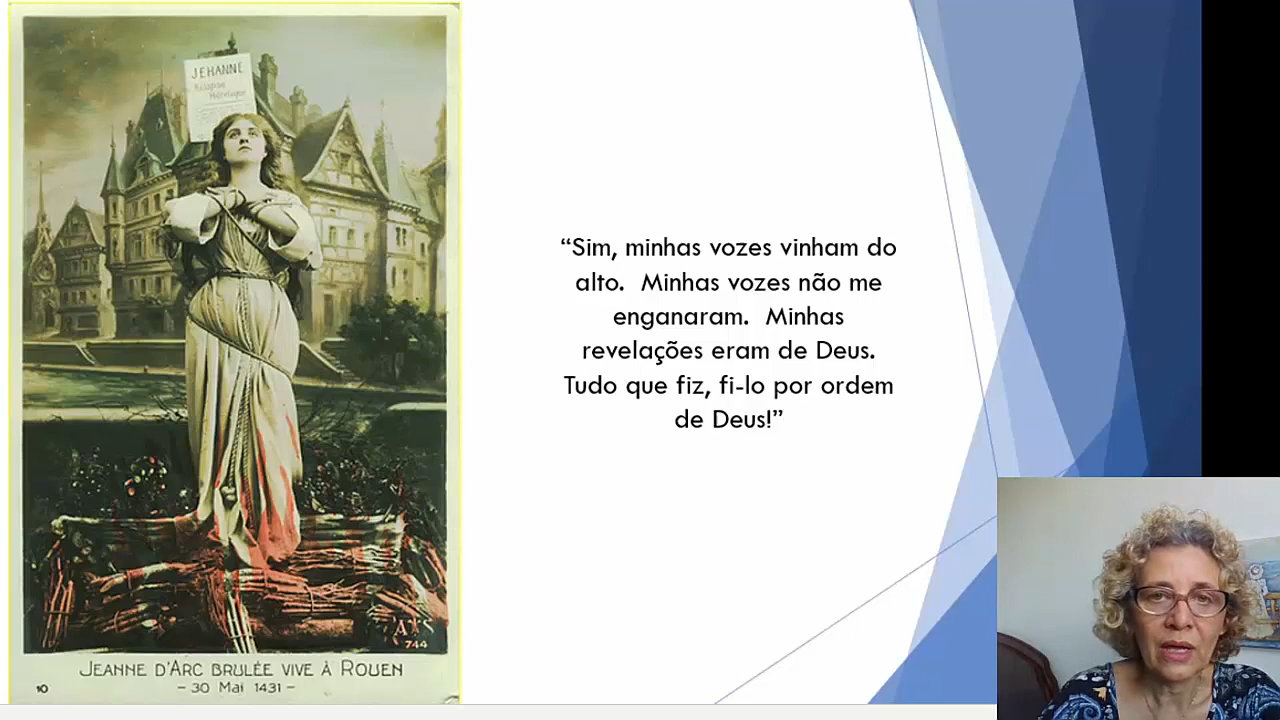 JEHANNE
"Sim, minhas vozes vinham do
alto.  Minhas vozes não me
enganaram.  Minhas
revelações eram de Deus.
Tudo que fiz, fi-lo por ordem
de Deus!"
744
JEANNE D'ARC BRULÉE VIVE À ROUEN
10
- 30 Mai 1431 -